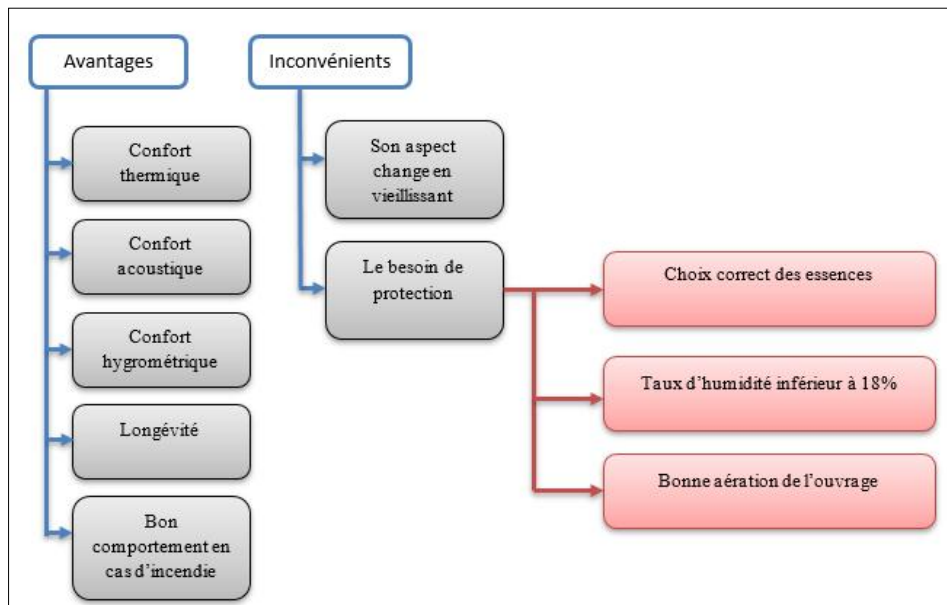 Avantages
Confort
thermique
Confort
acoustique
Confort
hygrométrique
Longévité
Bon
comportement en
cas d'incendie
Inconvénients
Son aspect
change en
vieillissant
Le besoin de
protection
Choix correct des essences
Taux d'humidité inférieur à 18%
Bonne aération de l'ouvrage